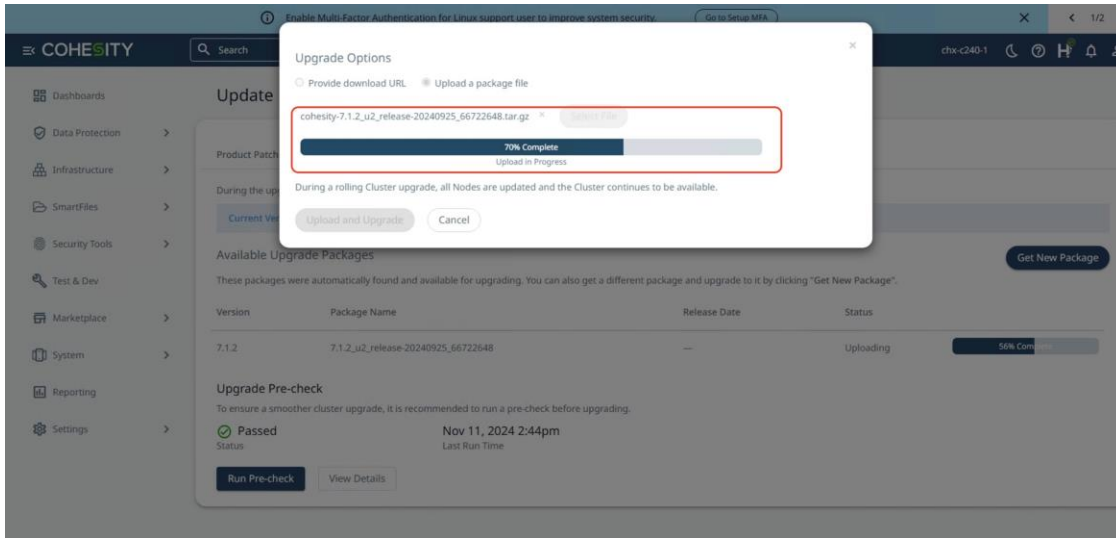 Enable Multi-Factor Authentication for Linux support user to improve system security. Go to Setup MFA 1/2
COHESITY Search chx-c240-1
Upgrade Options
Provide download URL Upload a package file
cohesity-7.1.2_u2_release-20240925_66722648.tar.gz Select File
70% Complete
Upload in Progress
During a rolling Cluster upgrade, all Nodes are updated and the Cluster continues to be available.
Upload and Upgrade Cancel
Dashboards
Data Protection
Infrastructure
SmartFiles
Security Tools
Test & Dev
Marketplace
System
Reporting
Settings
Update
Product Patch
During the
Current
Available Upgrade Packages
Get New Package
These packages were automatically found and available for upgrading. You can also get a different package and upgrade to it by clicking "Get New Package".
Version Package Name Release Date Status
7.1.2 7.1.2_u2_release-20240925_66722648 — Uploading 56% Complete
Upgrade Pre-check
To ensure a smoother cluster upgrade, it is recommended to run a pre-check before upgrading.
Passed Nov 11, 2024 2:44pm
Status Last Run Time
Run Pre-check View Details